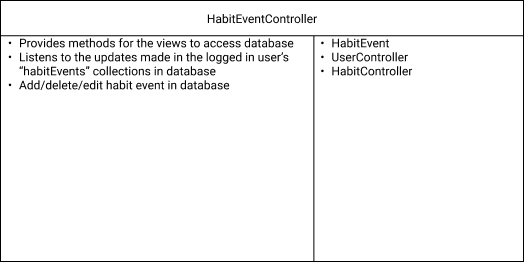 HabitEventController
• Provides methods for the views to access database
• Listens to the updates made in the logged in user's
"habitEvents" collections in database
• Add/delete/edit habit event in database
• HabitEvent
• UserController
• HabitController